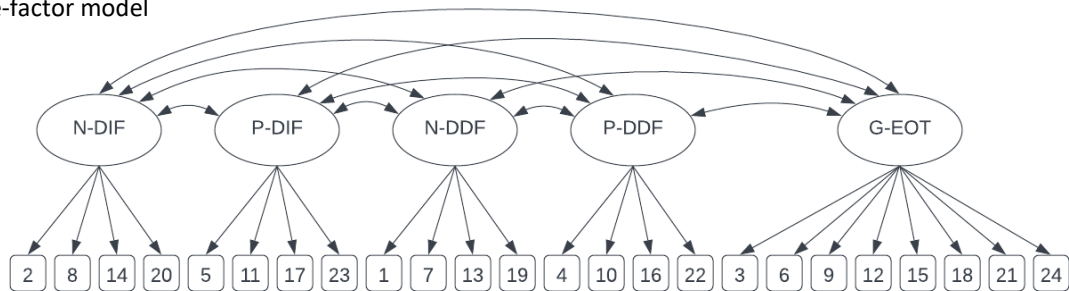 e-factor model
N-DIF P-DIF N-DDF P-DDF G-EOT
2 8 14 20 5 11 17 23 1 7 13 19 4 10 16 22 3 6 9 12 15 18 21 24